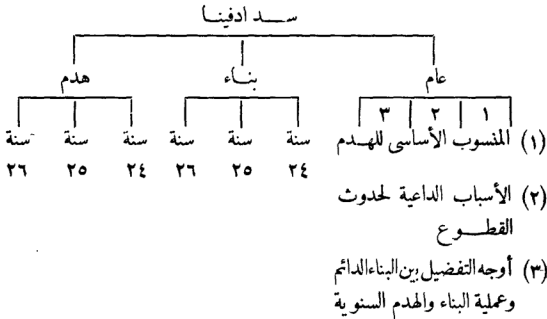 سد ادفينا
عام بناء هدم
١ ٢ ٣
(١) المنسوب الأساسى للهدم سنة سنة سنة سنة سنة سنة
٢٤ ٢٥ ٢٦ ٢٤ ٢٥ ٢٦
(٢) الأسباب الداعية لحدوث
القطوع
(٣) أوجه التفضيل بين البناء الدائم
وعملية البناء والهدم السنوية